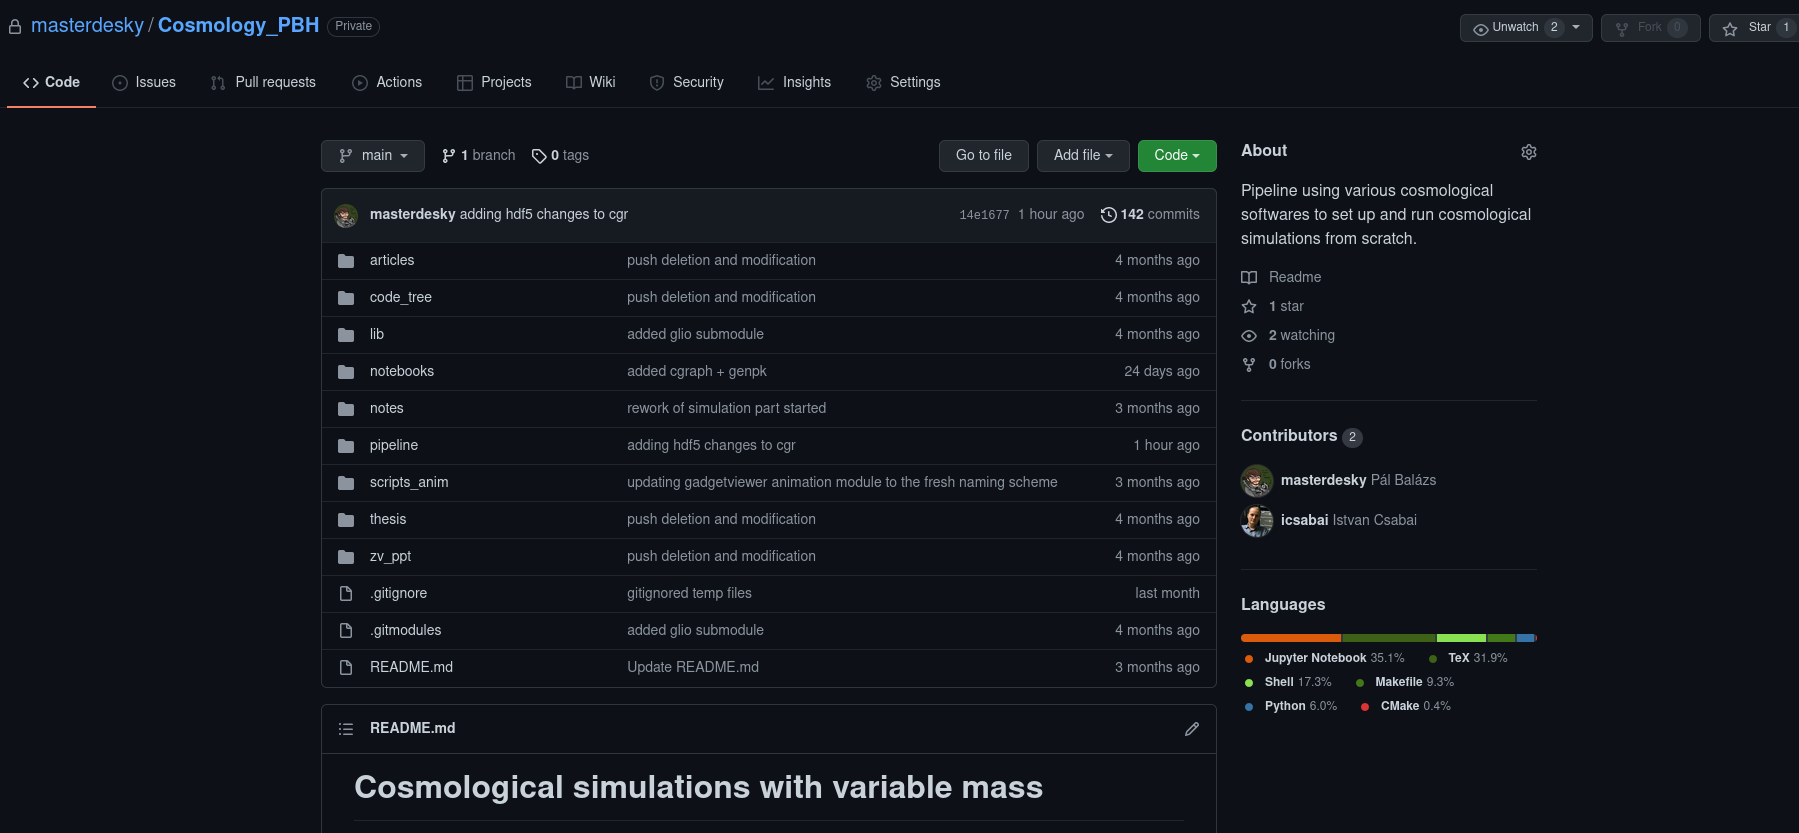 masterdesky / Cosmology_PBH Private
Unwatch 2 Fork 0 Star 1
Code Issues Pull requests Actions Projects Wiki Security Insights Settings
main 1 branch 0 tags Go to file Add file Code
masterdesky adding hdf5 changes to cgr 14e1677 1 hour ago 142 commits
articles push deletion and modification 4 months ago
code_tree push deletion and modification 4 months ago
lib added glio submodule 4 months ago
notebooks added cgraph + genpk 24 days ago
notes rework of simulation part started 3 months ago
pipeline adding hdf5 changes to cgr 1 hour ago
scripts_anim updating gadgetviewer animation module to the fresh naming scheme 3 months ago
thesis push deletion and modification 4 months ago
zv_ppt push deletion and modification 4 months ago
.gitignore gitignored temp files last month
.gitmodules added glio submodule 4 months ago
README.md Update README.md 3 months ago
README.md
Cosmological simulations with variable mass
About
Pipeline using various cosmological
softwares to set up and run cosmological
simulations from scratch.
Readme
1 star
2 watching
0 forks
Contributors 2
masterdesky Pál Balázs
icsabai Istvan Csabai
Languages
Jupyter Notebook 35.1% TeX 31.9%
Shell 17.3% Makefile 9.3%
Python 6.0% CMake 0.4%